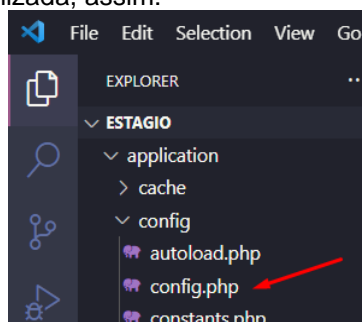 lizada, assim:
File Edit Selection View Go
EXPLORER
ESTAGIO
application
cache
config
autoload.php
config.php
constants.php